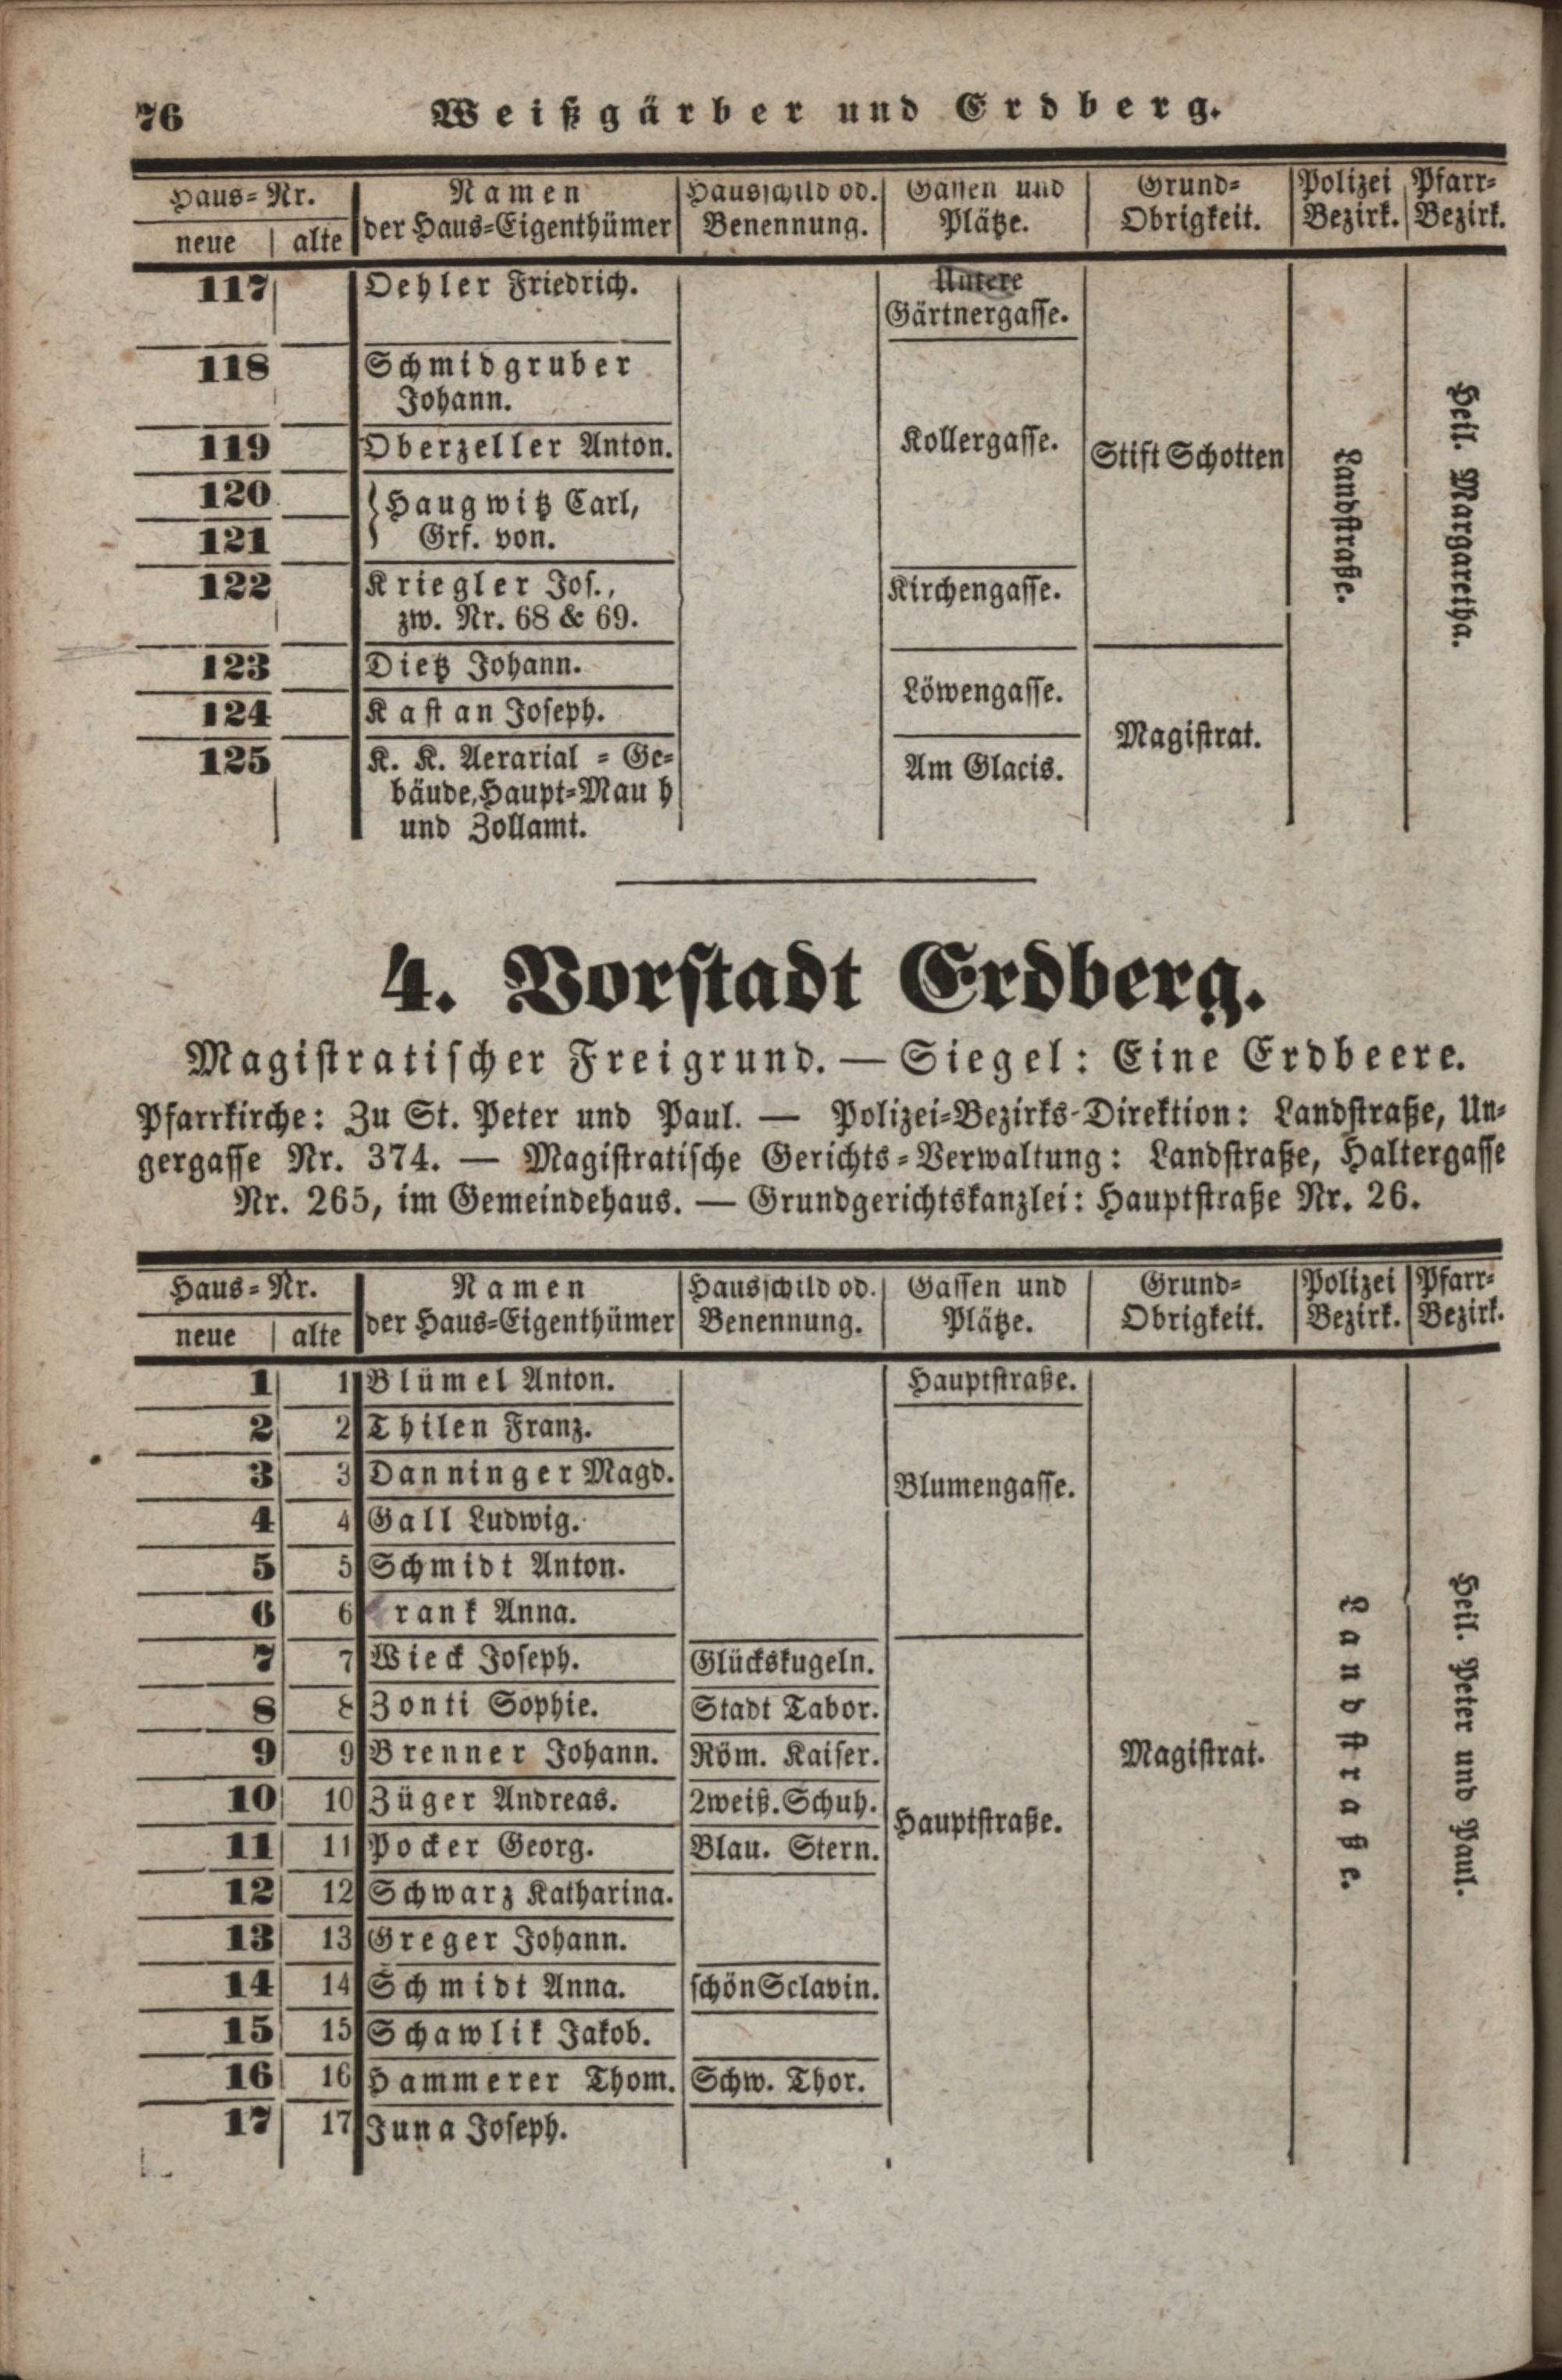 76 Weißgärber und Erdberg.
Haus-Nr. Namen Hausschild od. Gassen und Grund- Polizei Pfarr-
neue alte der Haus-Eigenthümer Benennung. Plätze. Obrigkeit. Bezirk. Bezirk.
117 Oehler Friedrich. Untere
Gärtnergasse.
118 Schmidgruber
Johann.
119 Oberzeller Anton. Kollergasse. Stift Schotten
120 Haugwitz Carl,
121 Grf. von.
122 Kriegler Jos., Kirchengasse.
zw. Nr. 68 & 69.
123 Dietz Johann. Löwengasse.
124 Kastan Joseph. Magistrat.
125 K. K. Aerarial-Ge- Am Glacis.
bäude, Haupt-Mauth
und Zollamt.
Landstraße.
Heil. Margaretha.
4. Vorstadt Erdberg.
Magistratischer Freigrund. — Siegel: Eine Erdbeere.
Pfarrkirche: Zu St. Peter und Paul. — Polizei-Bezirks-Direktion: Landstraße, Un-
gergasse Nr. 374. — Magistratische Gerichts-Verwaltung: Landstraße, Haltergasse
Nr. 265, im Gemeindehaus. — Grundgerichtskanzlei: Hauptstraße Nr. 26.
Haus-Nr. Namen Hausschild od. Gassen und Grund- Polizei Pfarr-
neue alte der Haus-Eigenthümer Benennung. Plätze. Obrigkeit. Bezirk. Bezirk.
1 1 Blümel Anton. Hauptstraße.
2 2 Thilen Franz.
3 3 Danninger Magd. Blumengasse.
4 4 Gall Ludwig.
5 5 Schmidt Anton.
6 6 Anna.
7 7 Wieck Joseph. Glückskugeln.
8 8 Zonti Sophie. Stadt Tabor.
9 9 Brenner Johann. Röm. Kaiser. Magistrat.
10 10 Züger Andreas. 2weiß. Schuh. Hauptstraße.
11 11 Pocker Georg. Blau. Stern.
12 12 Schwarz Katharina.
13 13 Greger Johann.
14 14 Schmidt Anna. schön Sclavin.
15 15 Schawlik Jakob.
16 16 Hammerer Thom. Schw. Thor.
17 17 Juna Joseph.
Landstraße.
Heil. Peter und Paul.